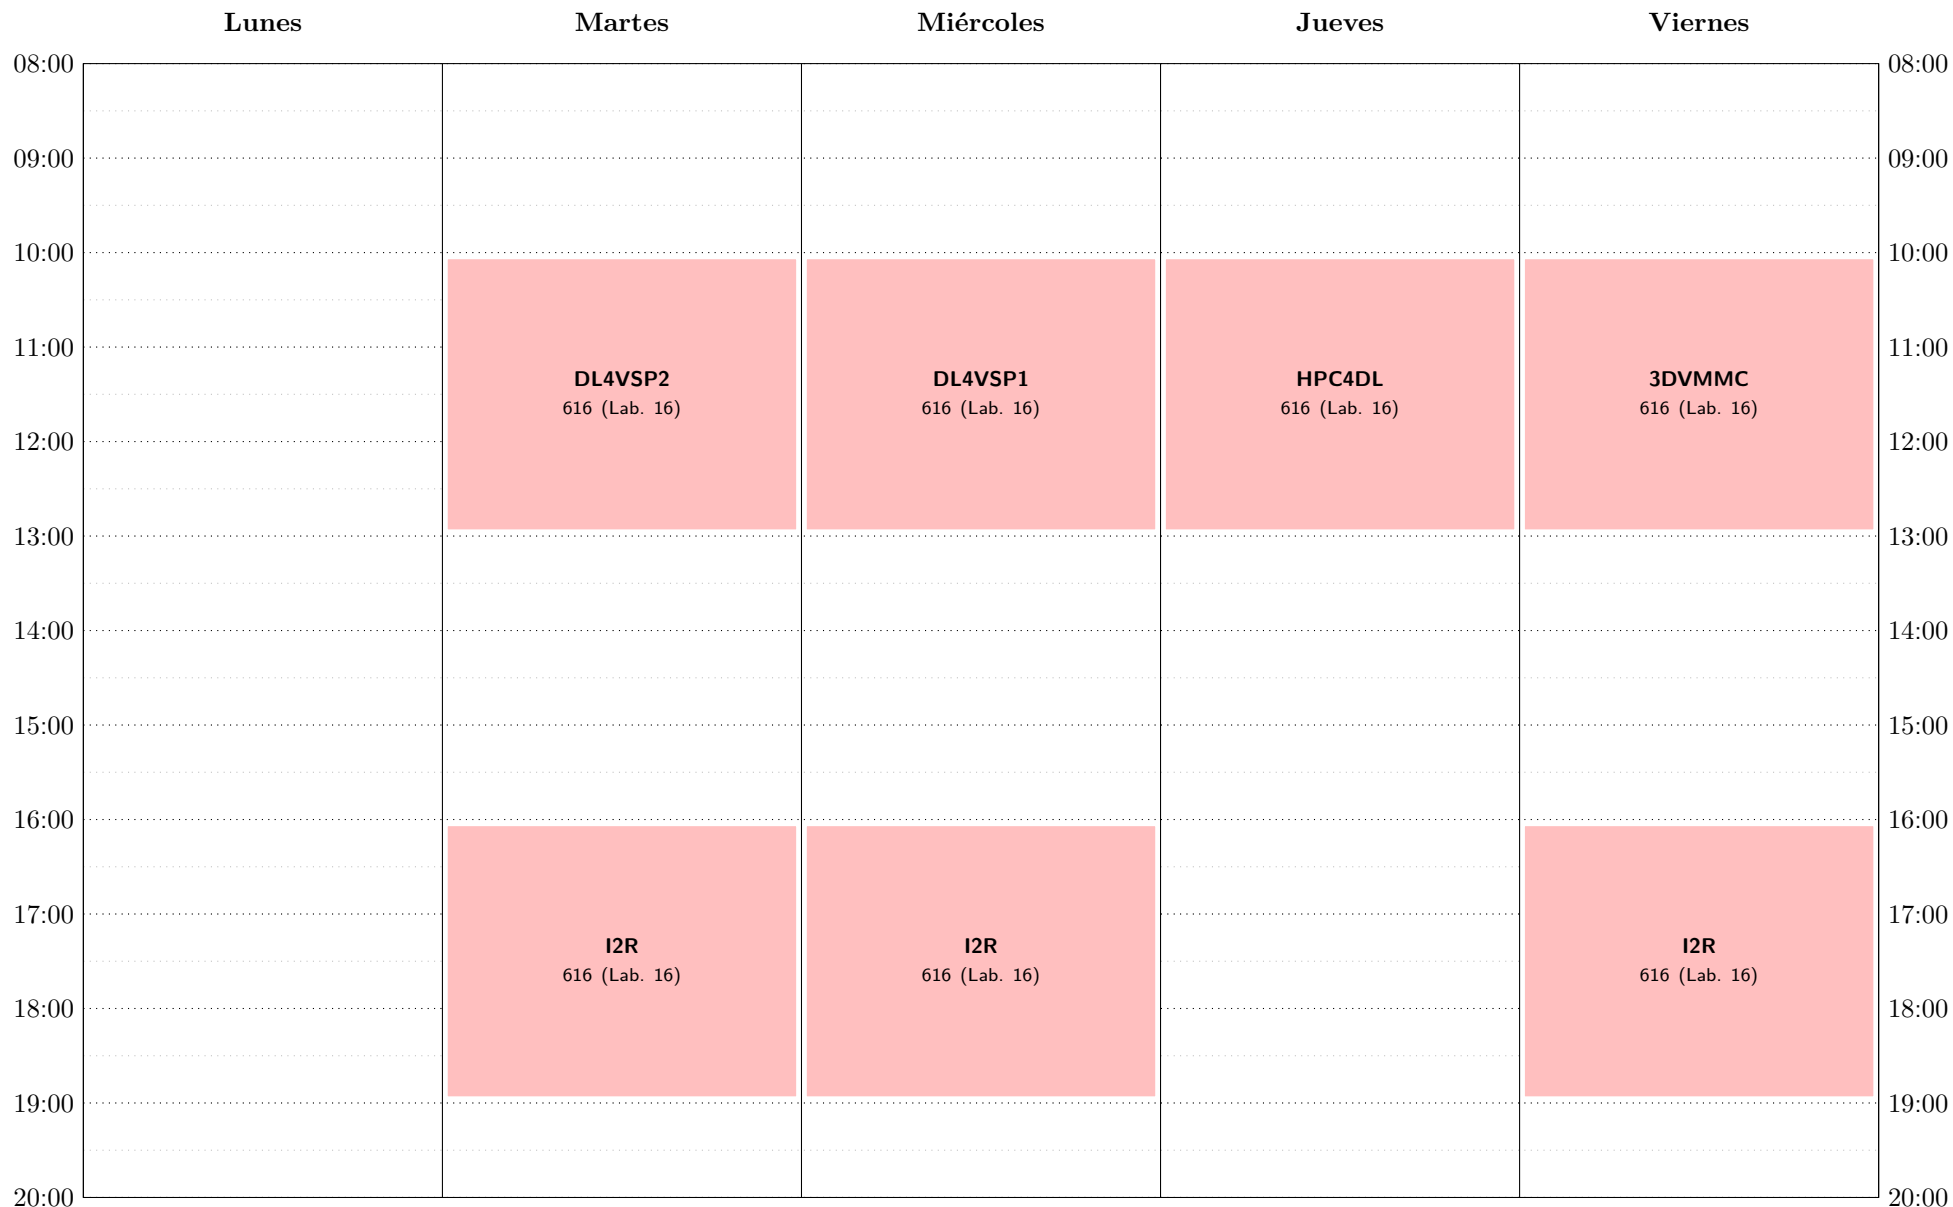 Lunes Martes Miércoles Jueves Viernes
08:00 08:00
09:00 09:00
10:00 10:00
11:00 11:00
DL4VSP2 DL4VSP1 HPC4DL 3DVMMC
616 (Lab. 16) 616 (Lab. 16) 616 (Lab. 16) 616 (Lab. 16)
12:00 12:00
13:00 13:00
14:00 14:00
15:00 15:00
16:00 16:00
17:00 17:00
I2R I2R I2R
616 (Lab. 16) 616 (Lab. 16) 616 (Lab. 16)
18:00 18:00
19:00 19:00
20:00 20:00